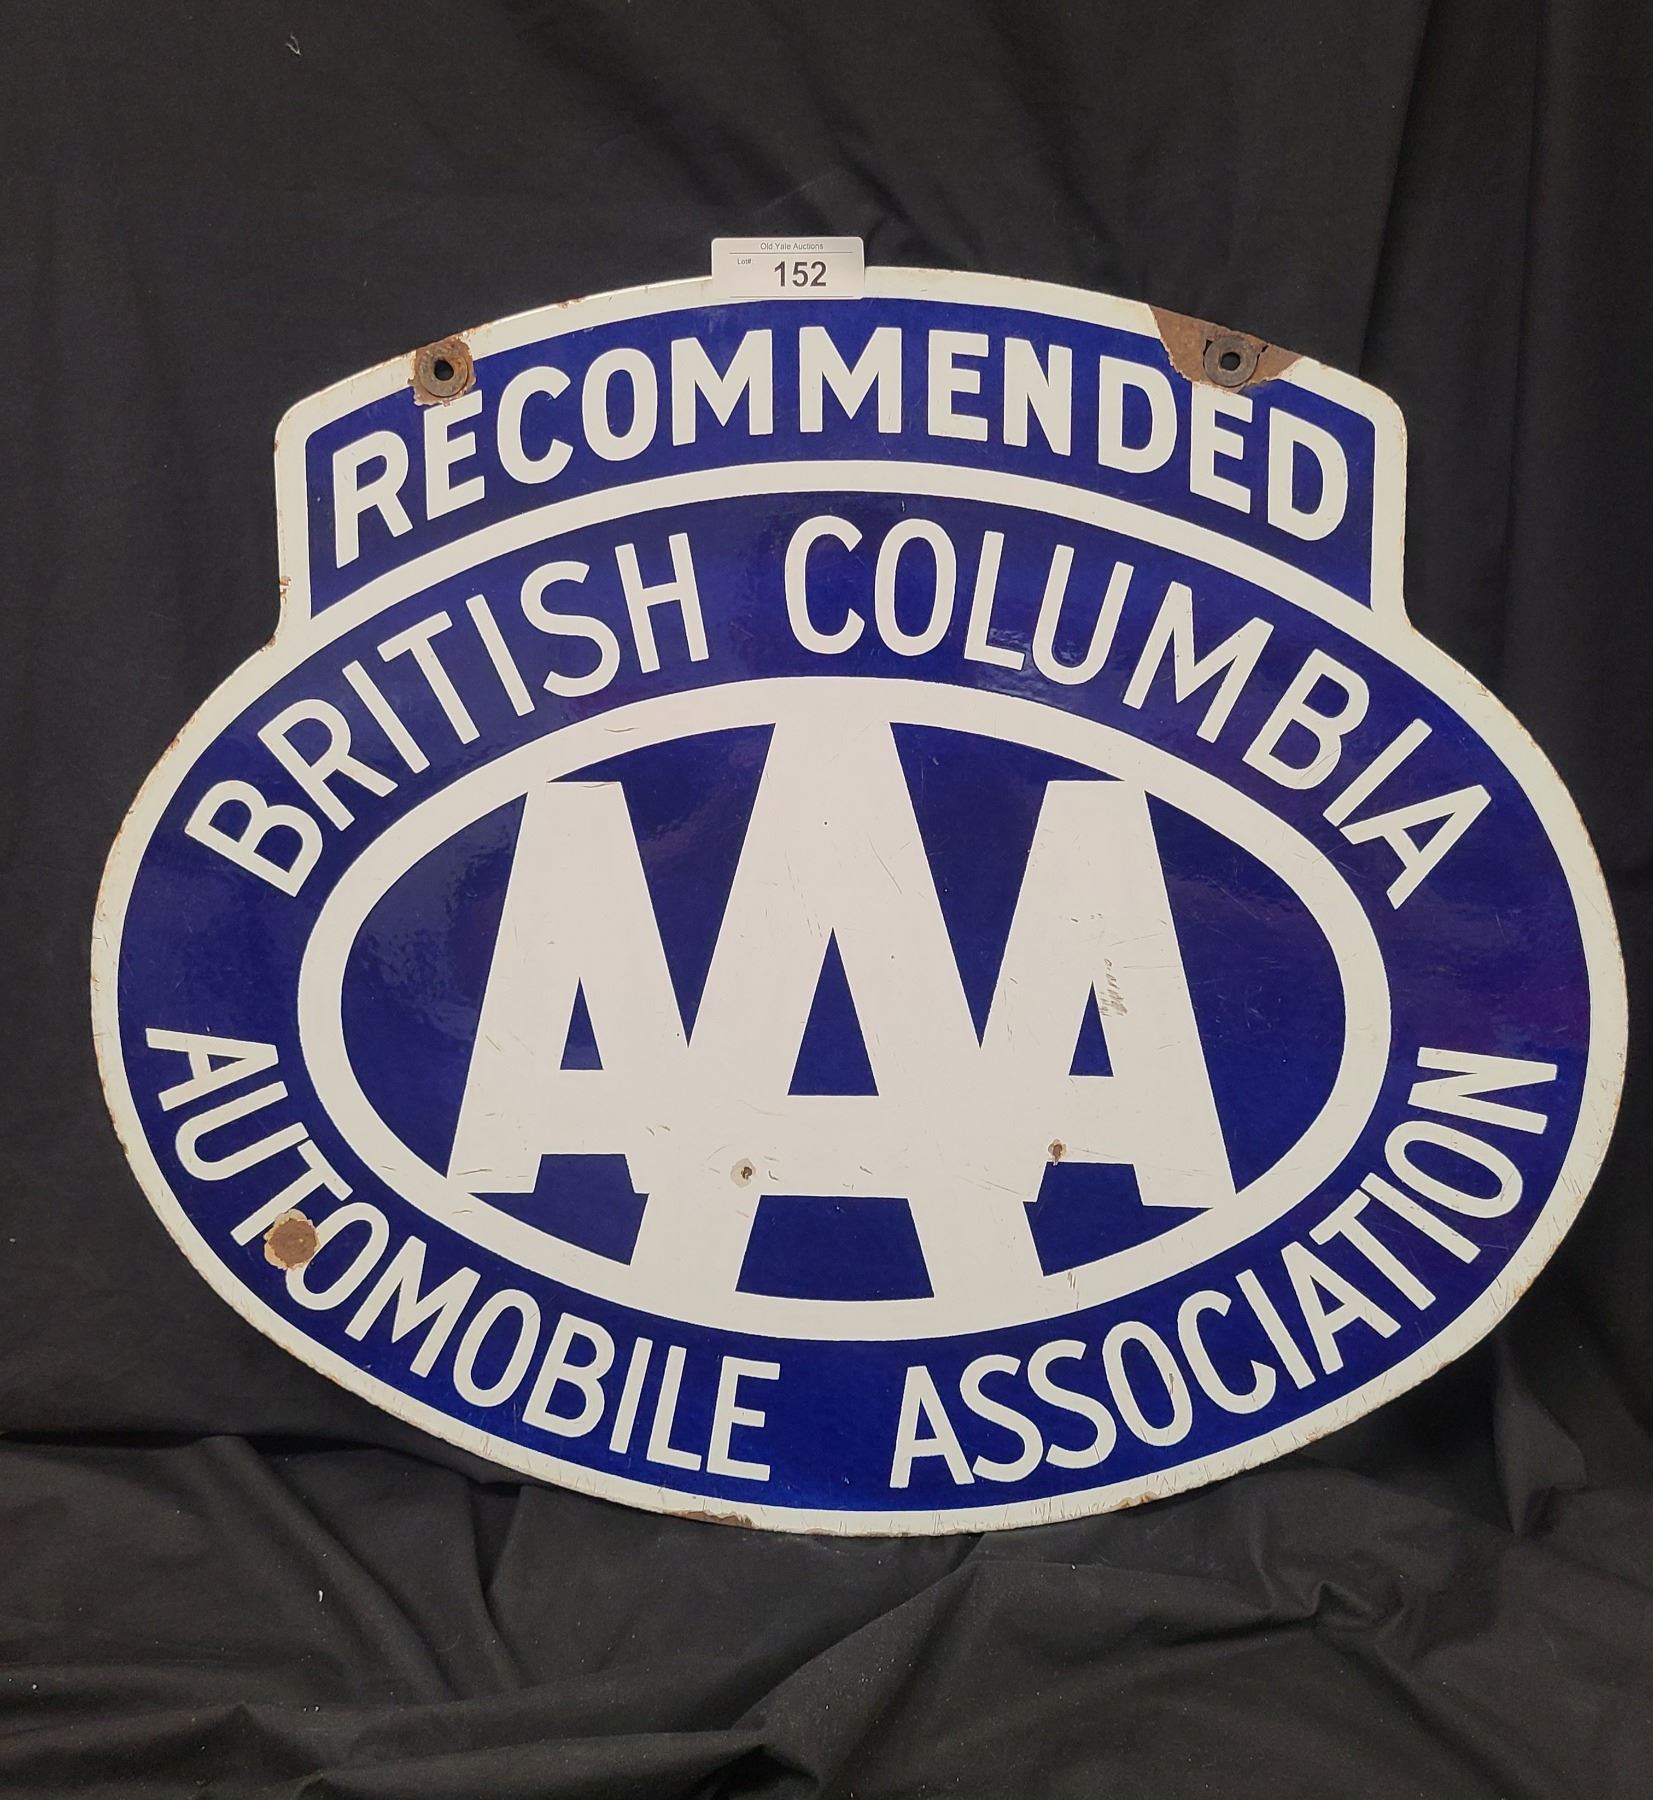 Old Yale Auctions
Lot# 152
RECOMMENDED
BRITISH COLUMBIA
AAA
AUTOMOBILE ASSOCIATION